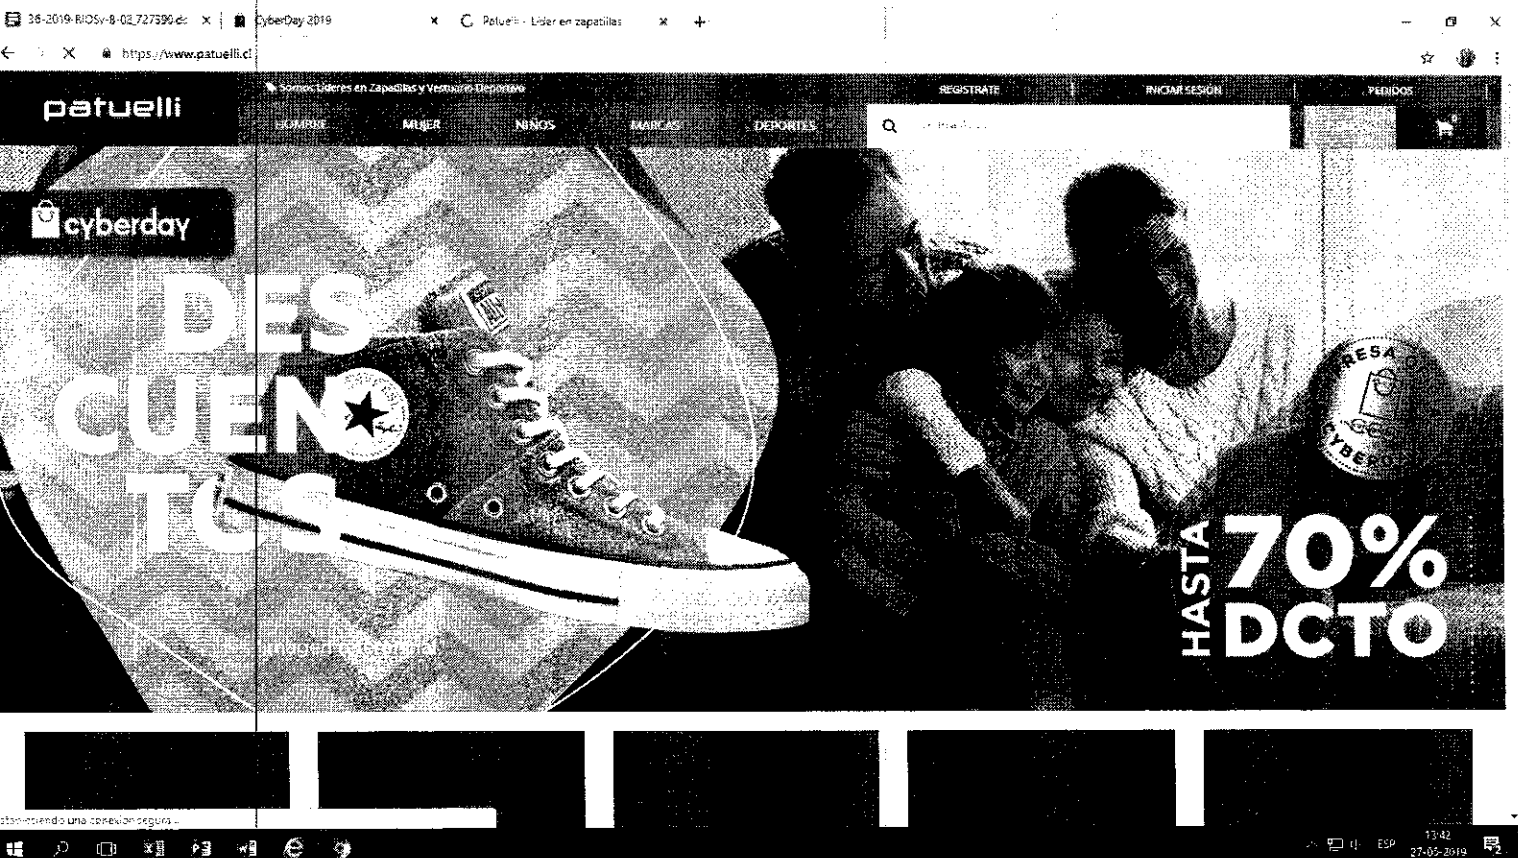 CyberDay 2019
Patuelli - Líder en zapatillas
https://www.patuelli.cl
patuelli
Somos Líderes en Zapatillas y Vestuario Deportivo
REGISTRATE
INICIAR SESIÓN
PEDIDOS
HOMBRE
MUJER
NIÑOS
MARCAS
DEPORTES
cyberday
DES
CUEN
TOS
HASTA
70%
DCTO
ESP
13:42
27-05-2019